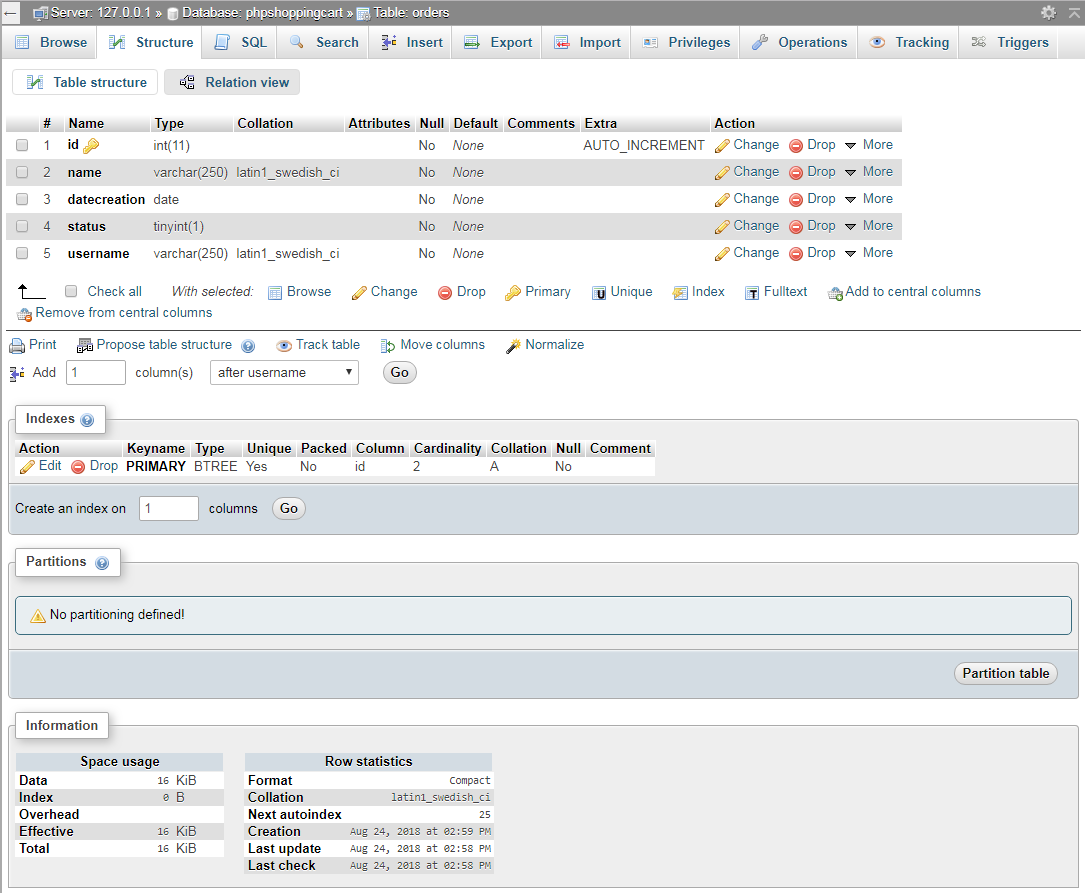 Server: 127.0.0.1 » Database: phpshoppingcart » Table: orders
Browse Structure SQL Search Insert Export Import Privileges Operations Tracking Triggers
Table structure Relation view
# Name Type Collation Attributes Null Default Comments Extra Action
1 id int(11) No None AUTO_INCREMENT Change Drop More
2 name varchar(250) latin1_swedish_ci No None Change Drop More
3 datecreation date No None Change Drop More
4 status tinyint(1) No None Change Drop More
5 username varchar(250) latin1_swedish_ci No None Change Drop More
Check all With selected: Browse Change Drop Primary Unique Index Fulltext Add to central columns
Remove from central columns
Print Propose table structure Track table Move columns Normalize
Add 1 column(s) after username Go
Indexes
Action Keyname Type Unique Packed Column Cardinality Collation Null Comment
Edit Drop PRIMARY BTREE Yes No id 2 A No
Create an index on 1 columns Go
Partitions
No partitioning defined!
Partition table
Information
Space usage
Data 16 KiB
Index 0 B
Overhead
Effective 16 KiB
Total 16 KiB
Row statistics
Format Compact
Collation latin1_swedish_ci
Next autoindex 25
Creation Aug 24, 2018 at 02:59 PM
Last update Aug 24, 2018 at 02:58 PM
Last check Aug 24, 2018 at 02:58 PM